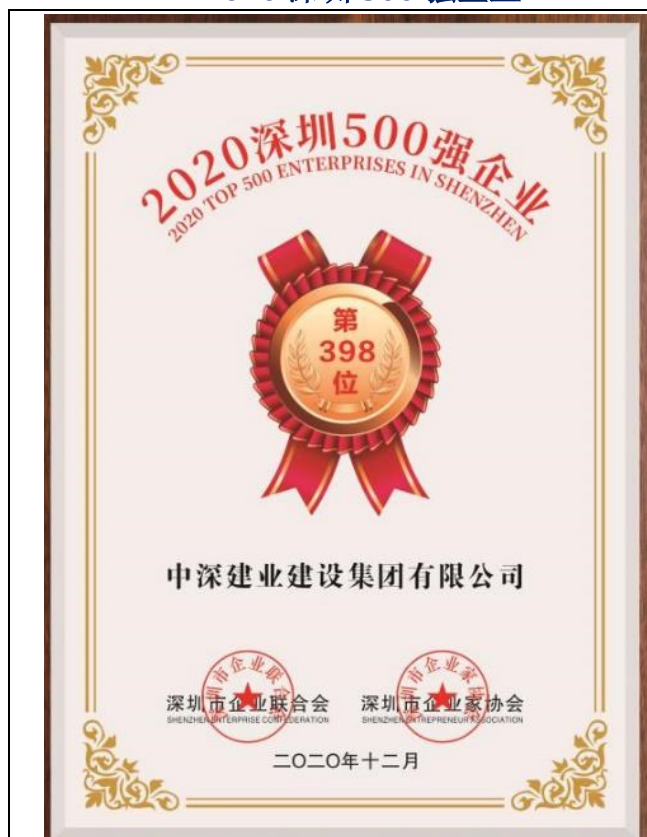 2020深圳500强企业
2020 TOP 500 ENTERPRISES IN SHENZHEN
第
398
位
中深建业建设集团有限公司
深圳市企业联合会
深圳市企业家协会
SHENZHEN ENTERPRISE CONFEDERATION
SHENZHEN ENTREPRENEUR ASSOCIATION
二〇二〇年十二月